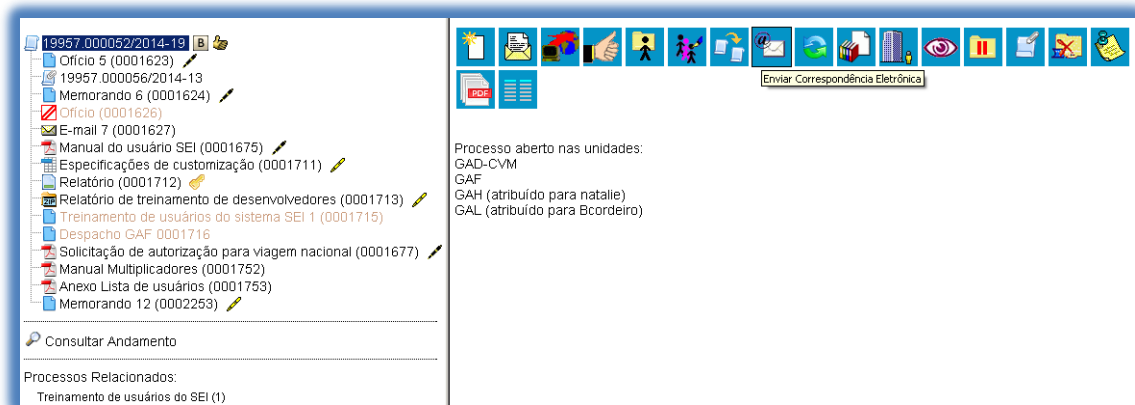 19957.000052/2014-19 B
Ofício 5 (0001623)
19957.000056/2014-13
Memorando 6 (0001624)
Ofício (0001626)
E-mail 7 (0001627)
Manual do usuário SEI (0001675)
Especificações de customização (0001711)
Relatório (0001712)
ZIP Relatório de treinamento de desenvolvedores (0001713)
Treinamento de usuários do sistema SEI 1 (0001715)
Despacho GAF 0001716
Solicitação de autorização para viagem nacional (0001677)
Manual Multiplicadores (0001752)
Anexo Lista de usuários (0001753)
Memorando 12 (0002253)
Consultar Andamento
Processos Relacionados:
Treinamento de usuários do SEI (1)
@
Enviar Correspondência Eletrônica
PDF
Processo aberto nas unidades:
GAD-CVM
GAF
GAH (atribuído para natalie)
GAL (atribuído para Bcordeiro)